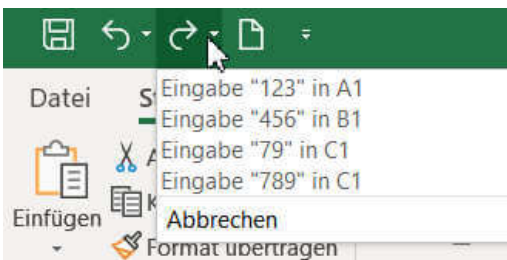 Datei
Eingabe "123" in A1
Eingabe "456" in B1
Eingabe "79" in C1
Eingabe "789" in C1
Abbrechen
Einfügen
Format übertragen